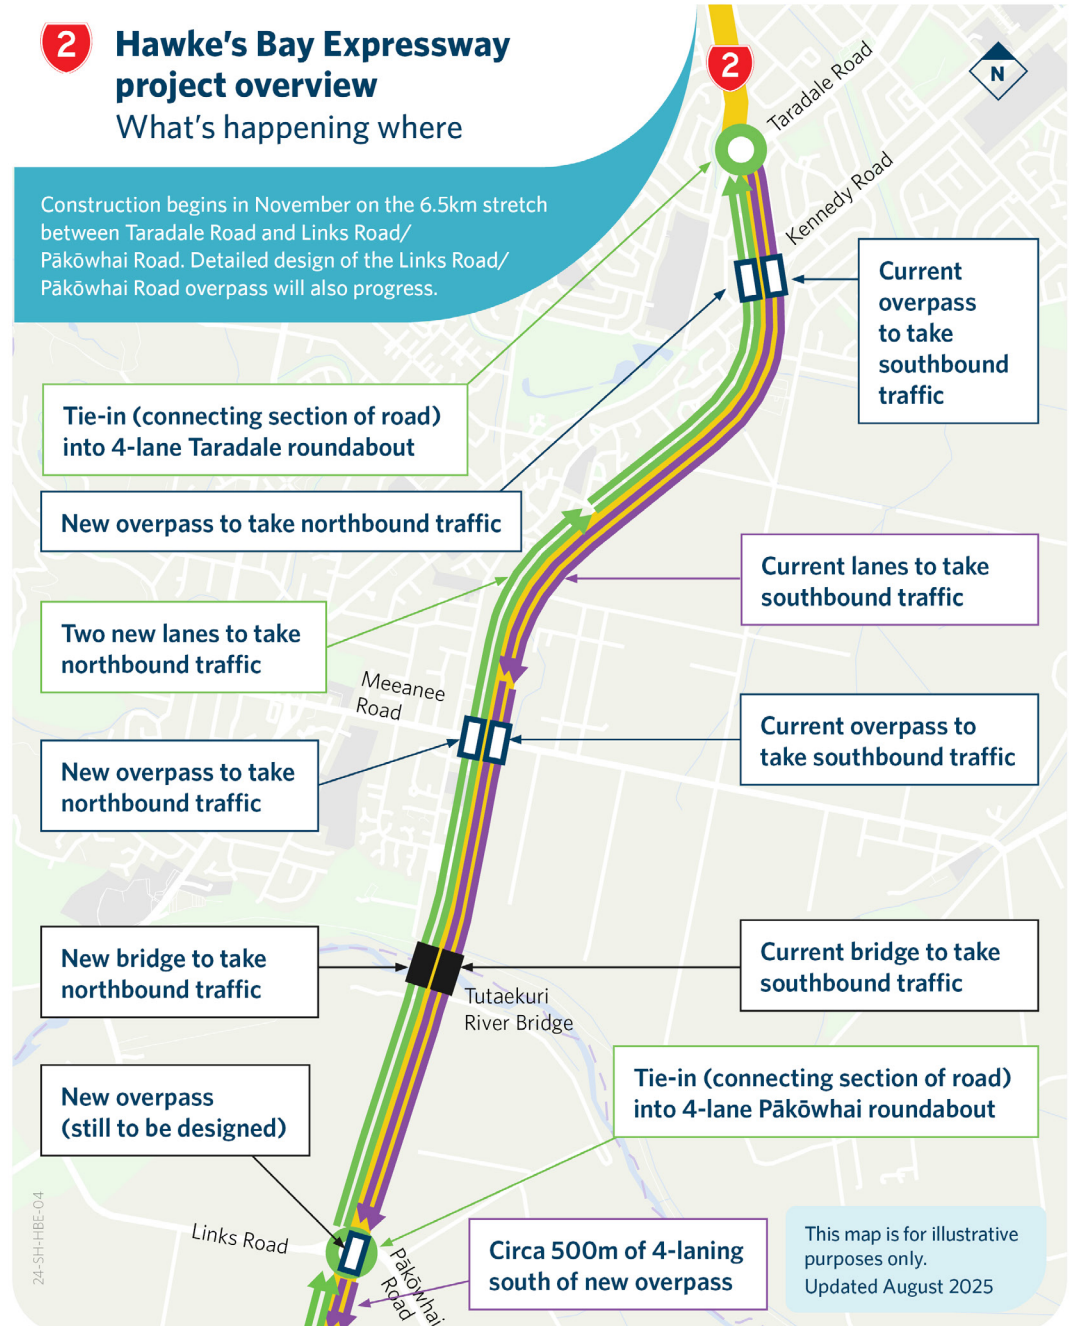 2
Hawke's Bay Expressway
project overview
What's happening where
2
Taradale Road
N
Kennedy Road
Construction begins in November on the 6.5km stretch
between Taradale Road and Links Road/
Pākōwhai Road. Detailed design of the Links Road/
Pākōwhai Road overpass will also progress.
Current
overpass
to take
southbound
traffic
Tie-in (connecting section of road)
into 4-lane Taradale roundabout
New overpass to take northbound traffic
Current lanes to take
southbound traffic
Two new lanes to take
northbound traffic
Meeanee
Road
Current overpass to
take southbound traffic
New overpass to take
northbound traffic
New bridge to take
northbound traffic
Current bridge to take
southbound traffic
Tutaekuri
River Bridge
Tie-in (connecting section of road)
into 4-lane Pākōwhai roundabout
New overpass
(still to be designed)
Links Road
Pākōwhai
Road
Circa 500m of 4-laning
south of new overpass
This map is for illustrative
purposes only.
Updated August 2025
24-SH-HBE-04